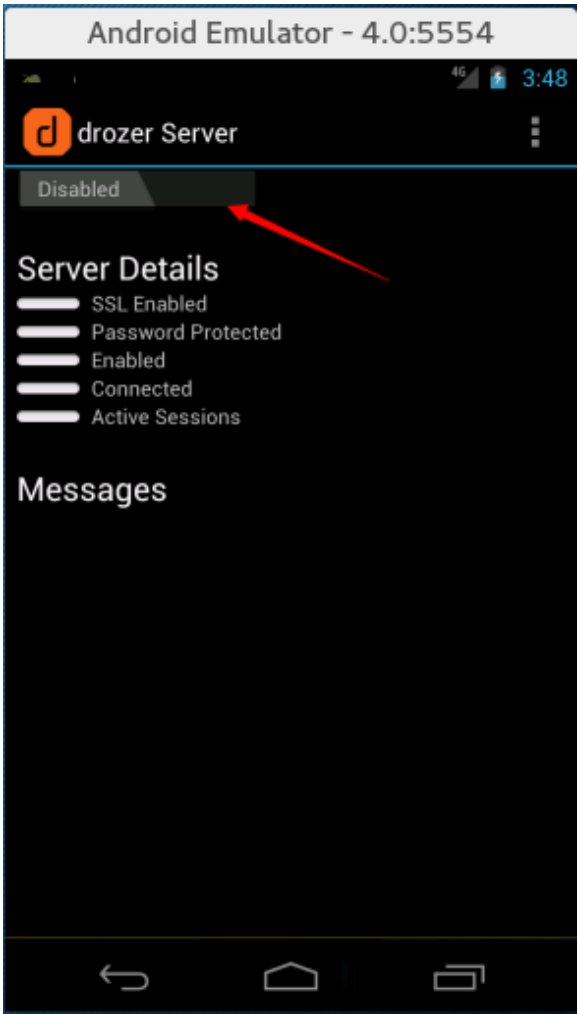 Android Emulator - 4.0:5554
4G 3:48
d drozer Server
Disabled
Server Details
SSL Enabled
Password Protected
Enabled
Connected
Active Sessions
Messages